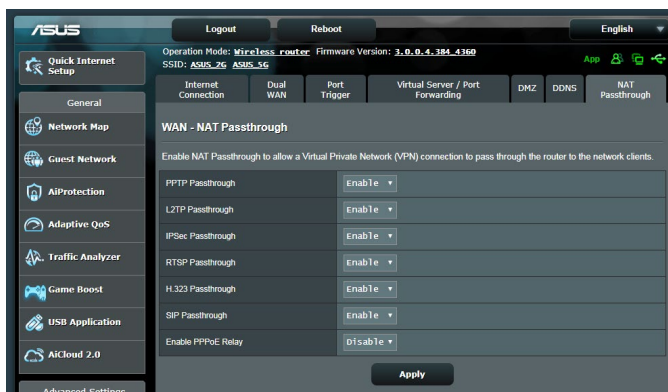 ASUS
Logout
Reboot
English
Quick Internet
Setup
Operation Mode: Wireless router Firmware Version: 3.0.0.4.384_4360
SSID: ASUS_2G ASUS_5G
App
Internet
Connection
Dual
WAN
Port
Trigger
Virtual Server / Port
Forwarding
DMZ
DDNS
NAT
Passthrough
General
Network Map
Guest Network
AiProtection
Adaptive QoS
Traffic Analyzer
Game Boost
USB Application
AiCloud 2.0
Advanced Settings
WAN - NAT Passthrough
Enable NAT Passthrough to allow a Virtual Private Network (VPN) connection to pass through the router to the network clients.
PPTP Passthrough Enable
L2TP Passthrough Enable
IPSec Passthrough Enable
RTSP Passthrough Enable
H.323 Passthrough Enable
SIP Passthrough Enable
Enable PPPoE Relay Disable
Apply